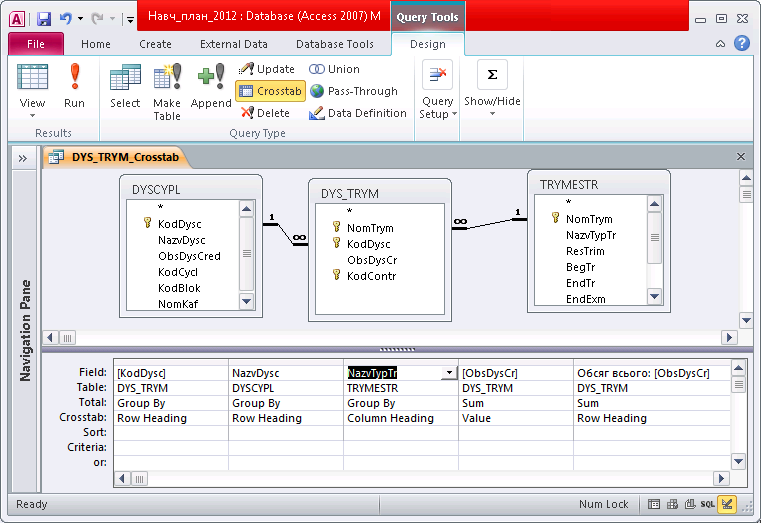 Навч_план_2012 : Database (Access 2007) M
Query Tools
File Home Create External Data Database Tools Design
View
Run
Select
Make Table
Append
Update
Crosstab
Delete
Union
Pass-Through
Data Definition
Query Setup
Show/Hide
Results
Query Type
DYS_TRYM_Crosstab
Navigation Pane
DYSCYPL
*
KodDysc
NazvDysc
ObsDysCred
KodCycl
KodBlok
NomKaf
1
∞
DYS_TRYM
*
NomTrym
KodDysc
ObsDysCr
KodContr
∞
1
TRYMESTR
*
NomTrym
NazvTypTr
ResTrim
BegTr
EndTr
EndExm
Field: [KodDysc] NazvDysc NazvTypTr [ObsDysCr] Обсяг всього: [ObsDysCr]
Table: DYS_TRYM DYSCYPL TRYMESTR DYS_TRYM DYS_TRYM
Total: Group By Group By Group By Sum Sum
Crosstab: Row Heading Row Heading Column Heading Value Row Heading
Sort:
Criteria:
or:
Ready
Num Lock
SQL